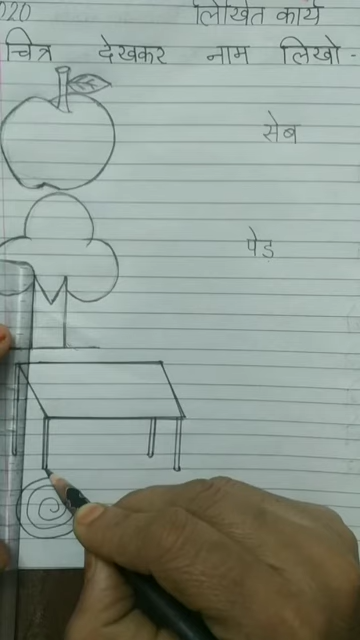 020 लिखित कार्य
चित्र देखकर नाम लिखो -
सेब
पेड़